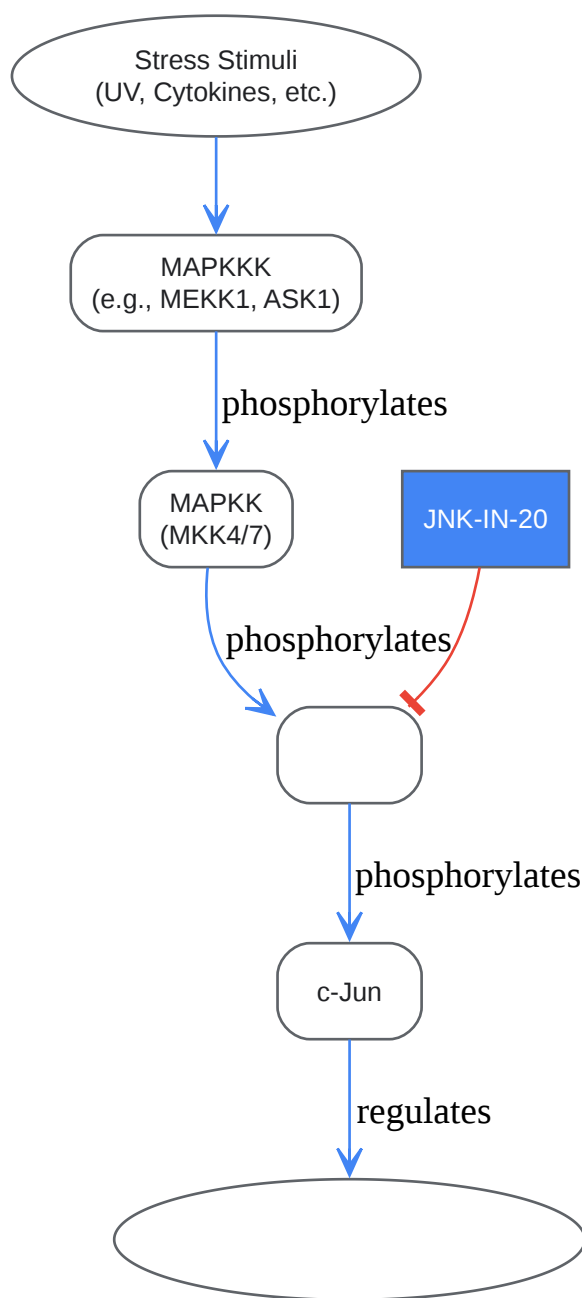 Stress Stimuli
(UV, Cytokines, etc.)
MAPKKK
(e.g., MEKK1, ASK1)
phosphorylates
MAPKK
(MKK4/7)
JNK-IN-20
phosphorylates
phosphorylates
c-Jun
regulates